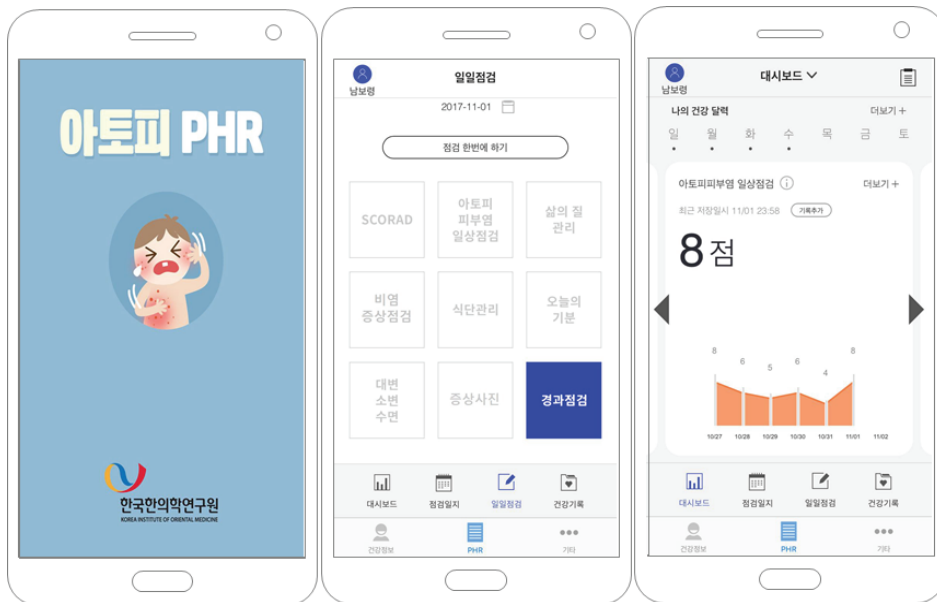 아토피 PHR
한국한의학연구원
KOREA INSTITUTE OF ORIENTAL MEDICINE
남보령
일일점검
2017-11-01
점검 한번에 하기
SCORAD
아토피
피부염
일상점검
삶의 질
관리
비염
증상점검
식단관리
오늘의
기분
대변
소변
수면
증상사진
경과점검
대시보드
점검일지
일일점검
건강기록
건강정보
PHR
기타
남보령
대시보드
나의 건강 달력
더보기 +
일 월 화 수 목 금 토
아토피피부염 일상점검
더보기 +
최근 저장일시 11/01 23:58
기록추가
8점
8 6 5 6 4 8
10/27 10/28 10/29 10/30 10/31 11/01 11/02
대시보드
점검일지
일일점검
건강기록
건강정보
PHR
기타